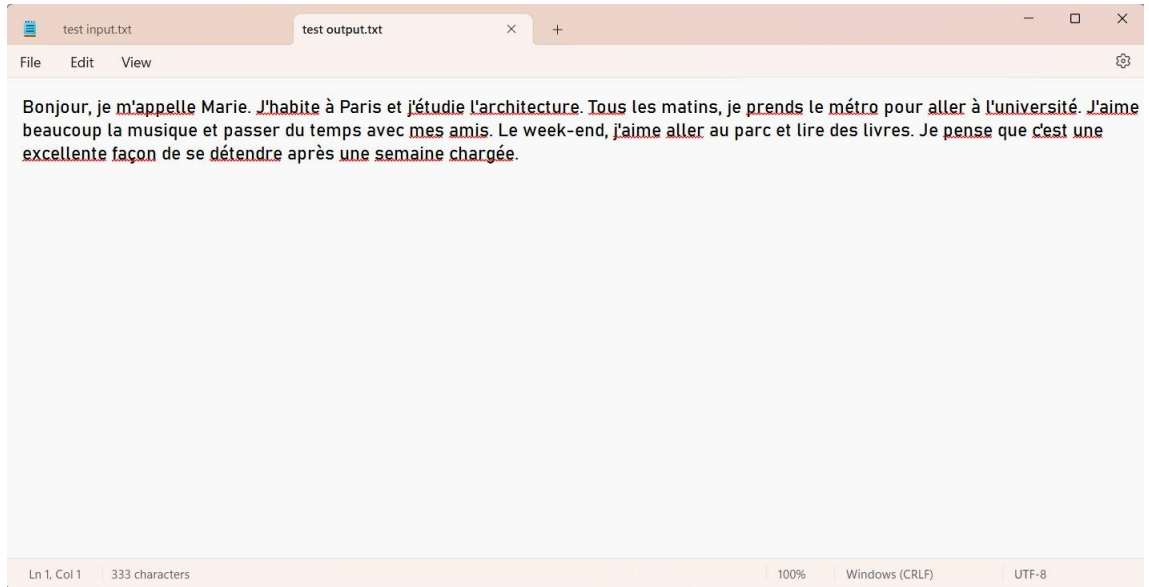 test input.txt
test output.txt
File Edit View
Bonjour, je m'appelle Marie. J'habite à Paris et j'étudie l'architecture. Tous les matins, je prends le métro pour aller à l'université. J'aime
beaucoup la musique et passer du temps avec mes amis. Le week-end, j'aime aller au parc et lire des livres. Je pense que c'est une
excellente façon de se détendre après une semaine chargée.
Ln 1, Col 1 333 characters 100% Windows (CRLF) UTF-8